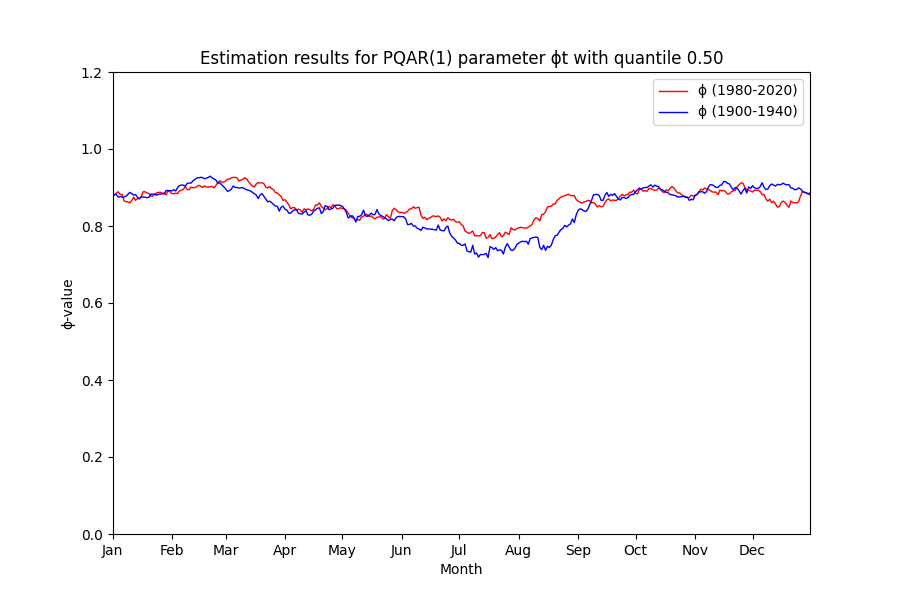 Estimation results for PQAR(1) parameter ϕt with quantile 0.50
1.2
1.0
0.8
0.6
0.4
0.2
0.0
ϕ-value
ϕ (1980-2020)
ϕ (1900-1940)
Jan Feb Mar Apr May Jun Jul Aug Sep Oct Nov Dec
Month